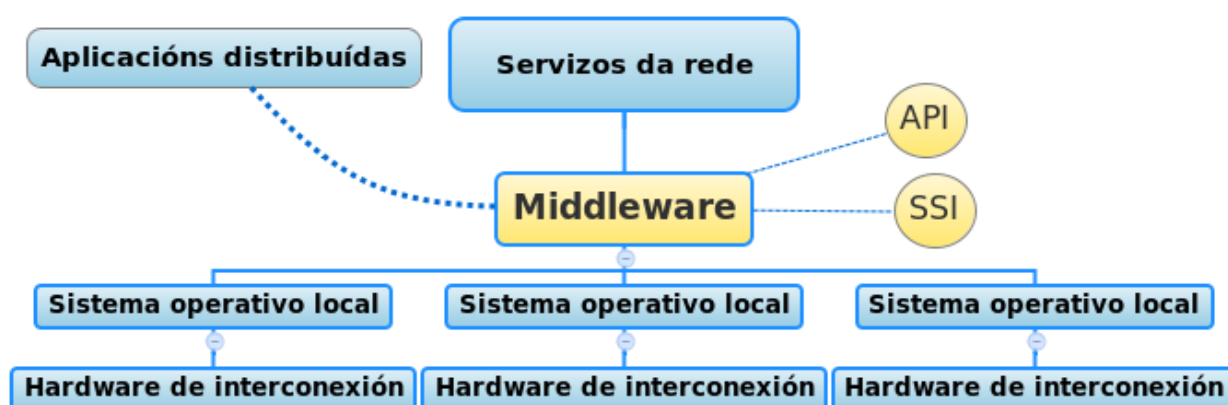 Aplicacións distribuídas
Servizos da rede
API
Middleware
SSI
Sistema operativo local
Sistema operativo local
Sistema operativo local
Hardware de interconexión
Hardware de interconexión
Hardware de interconexión